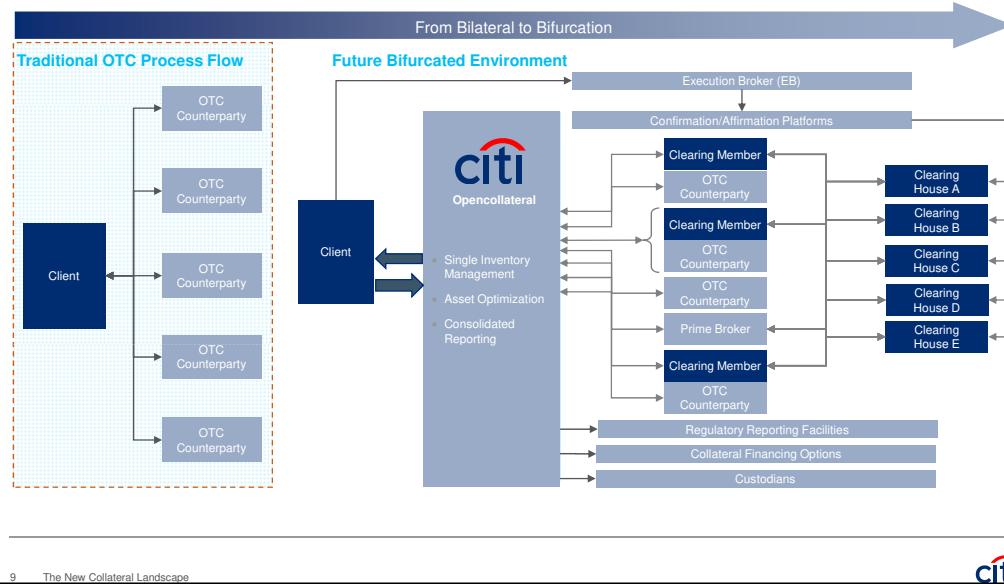 From Bilateral to Bifurcation
Traditional OTC Process Flow
OTC
Counterparty
OTC
Counterparty
OTC
Counterparty
OTC
Counterparty
OTC
Counterparty
Client
Future Bifurcated Environment
Execution Broker (EB)
Confirmation/Affirmation Platforms
Client
citi
Opencollateral
Single Inventory
Management
Asset Optimization
Consolidated
Reporting
Clearing Member
OTC
Counterparty
Clearing Member
OTC
Counterparty
OTC
Counterparty
Prime Broker
Clearing Member
OTC
Counterparty
Clearing
House A
Clearing
House B
Clearing
House C
Clearing
House D
Clearing
House E
Regulatory Reporting Facilities
Collateral Financing Options
Custodians
9 The New Collateral Landscape
cit